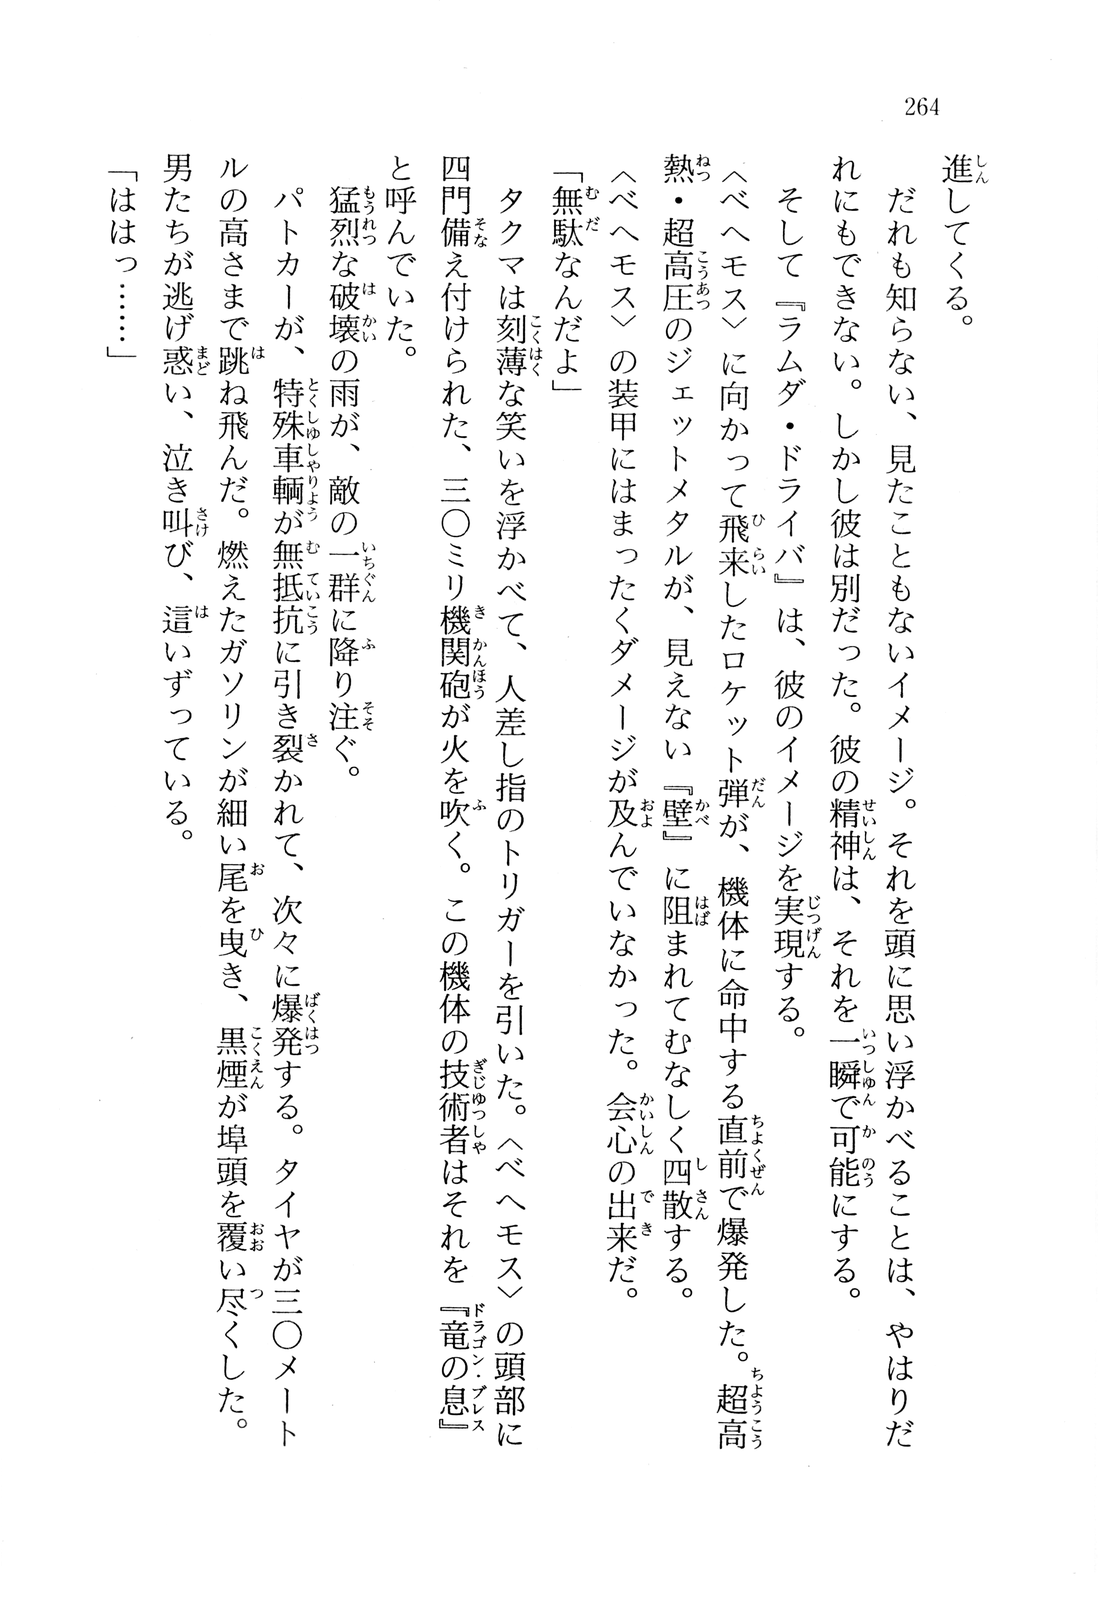 264
進してくる。
だれも知らない、見たこともないイメージ。それを頭に思い浮かべることは、やはりだ
れにもできない。しかし彼は別だった。彼の精神は、それを一瞬で可能にする。
そして『ラムダ・ドライバ』は、彼のイメージを実現する。
〈ベヘモス〉に向かって飛来したロケット弾が、機体に命中する直前で爆発した。超高
熱・超高圧のジェットメタルが、見えない『壁』に阻まれてむなしく四散する。
〈ベヘモス〉の装甲にはまったくダメージが及んでいなかった。会心の出来だ。
「無駄なんだよ」
タクマは刻薄な笑いを浮かべて、人差し指のトリガーを引いた。〈ベヘモス〉の頭部に
四門備え付けられた、三〇ミリ機関砲が火を吹く。この機体の技術者はそれを『竜の息』
と呼んでいた。
猛烈な破壊の雨が、敵の一群に降り注ぐ。
パトカーが、特殊車輌が無抵抗に引き裂かれて、次々に爆発する。タイヤが三〇メート
ルの高さまで跳ね飛んだ。燃えたガソリンが細い尾を曳き、黒煙が埠頭を覆い尽くした。
男たちが逃げ惑い、泣き叫び、這いずっている。
「ははっ……」